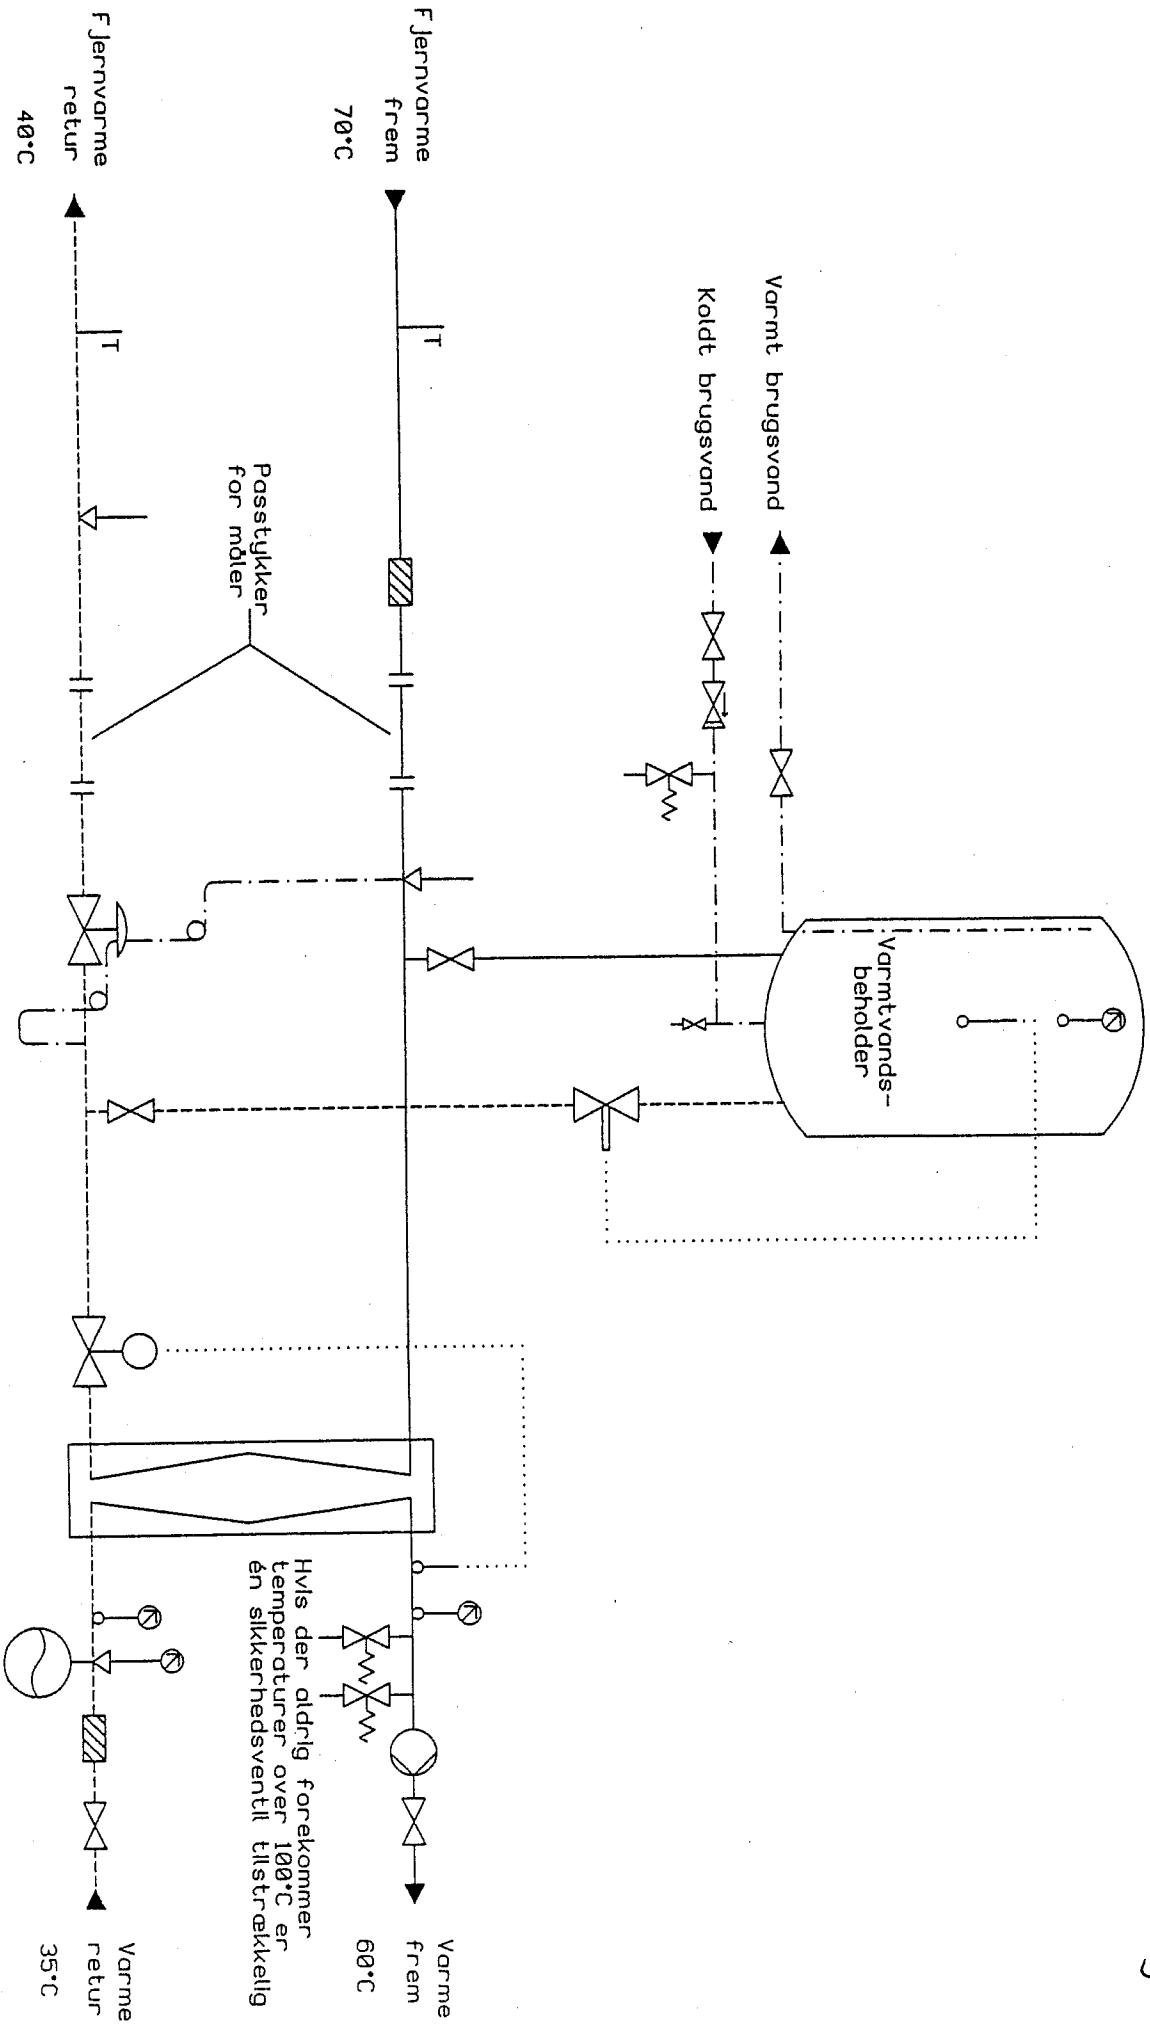 Fjernvarme
frem
70°C
Fjernvarme
retur
40°C
T
T
Varmt brugsvand
Koldt brugsvand
Passtykker
for måler
Varmtvands-
beholder
Hvis der aldrig forekommer
temperaturer over 100°C er
én sikkerhedsventil tilstrækkelig
Varme
frem
60°C
Varme
retur
35°C